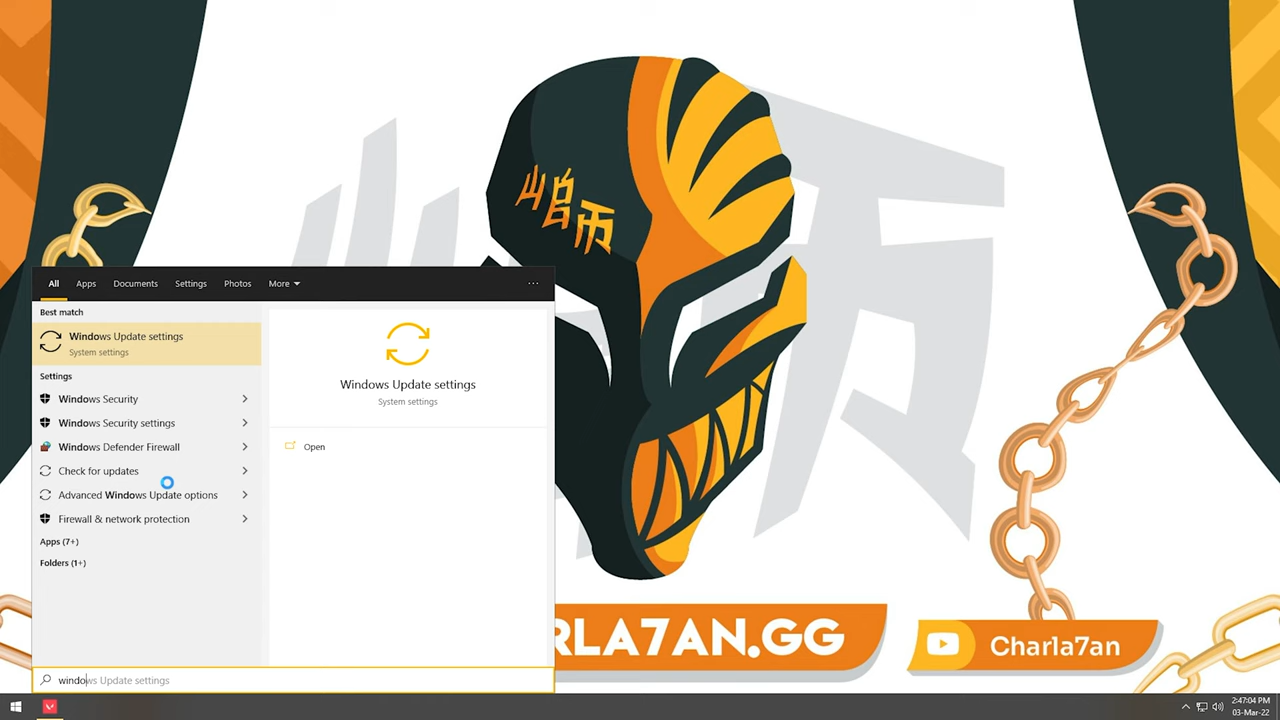 All Apps Documents Settings Photos More ...
Best match
Windows Update settings
System settings
Settings
Windows Security
Windows Security settings
Windows Defender Firewall
Check for updates
Advanced Windows Update options
Firewall & network protection
Apps (7+)
Folders (1+)
Windows Update settings
System settings
Open
windows Update settings
RLA7AN.GG
Charla7an
2:47:04 PM
03-Mar-22